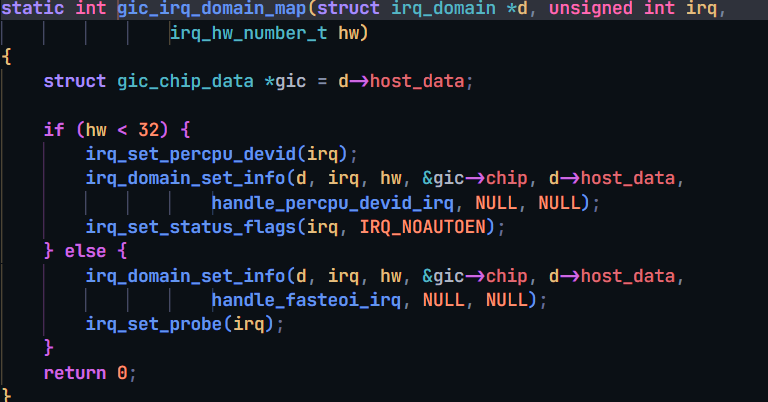 static int gic_irq_domain_map(struct irq_domain *d, unsigned int irq,
                irq_hw_number_t hw)
{
    struct gic_chip_data *gic = d->host_data;

    if (hw < 32) {
        irq_set_percpu_devid(irq);
        irq_domain_set_info(d, irq, hw, &gic->chip, d->host_data,
                    handle_percpu_devid_irq, NULL, NULL);
        irq_set_status_flags(irq, IRQ_NOAUTOEN);
    } else {
        irq_domain_set_info(d, irq, hw, &gic->chip, d->host_data,
                    handle_fasteoi_irq, NULL, NULL);
        irq_set_probe(irq);
    }
    return 0;
}